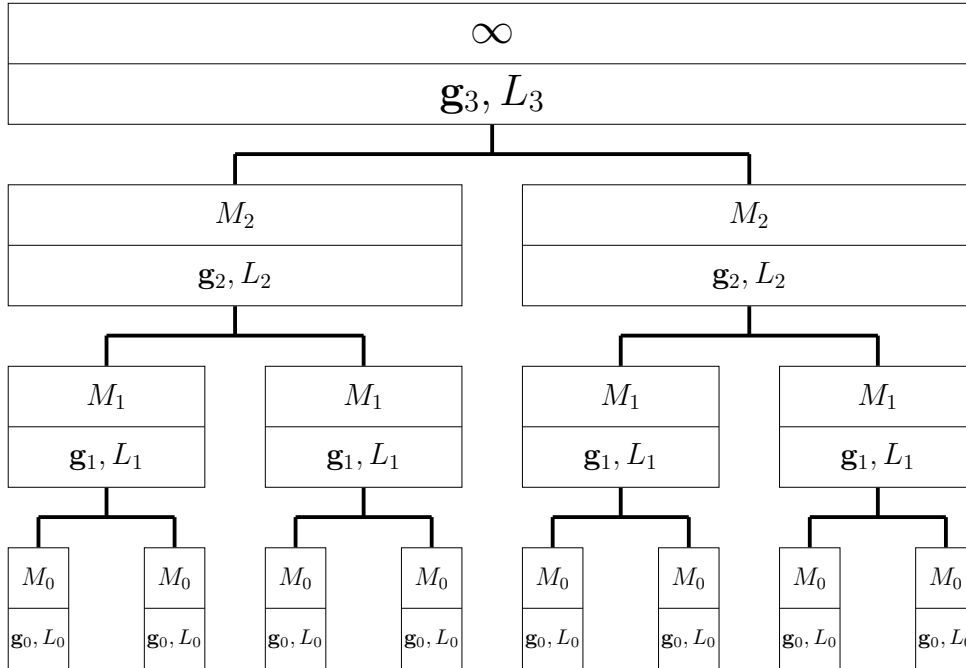 ∞
𝐠₃, L₃
M₂ M₂
𝐠₂, L₂ 𝐠₂, L₂
M₁ M₁ M₁ M₁
𝐠₁, L₁ 𝐠₁, L₁ 𝐠₁, L₁ 𝐠₁, L₁
M₀ M₀ M₀ M₀ M₀ M₀ M₀ M₀
𝐠₀, L₀ 𝐠₀, L₀ 𝐠₀, L₀ 𝐠₀, L₀ 𝐠₀, L₀ 𝐠₀, L₀ 𝐠₀, L₀ 𝐠₀, L₀